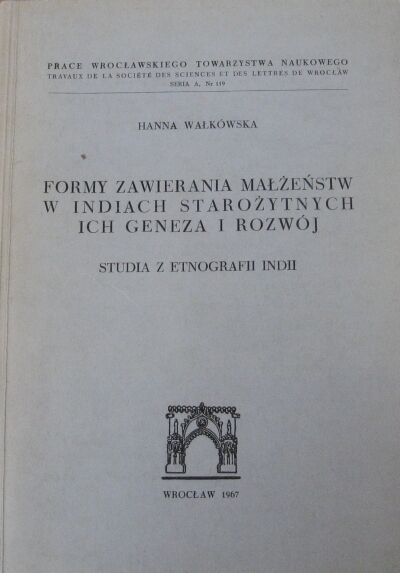 PRACE WROCŁAWSKIEGO TOWARZYSTWA NAUKOWEGO
TRAVAUX DE LA SOCIÉTÉ DES SCIENCES ET DES LETTRES DE WROCŁAW
SERIA A, Nr 119
HANNA WAŁKÓWSKA
FORMY ZAWIERANIA MAŁŻEŃSTW
W INDIACH STAROŻYTNYCH
ICH GENEZA I ROZWÓJ
STUDIA Z ETNOGRAFII INDII
WROCŁAW 1967